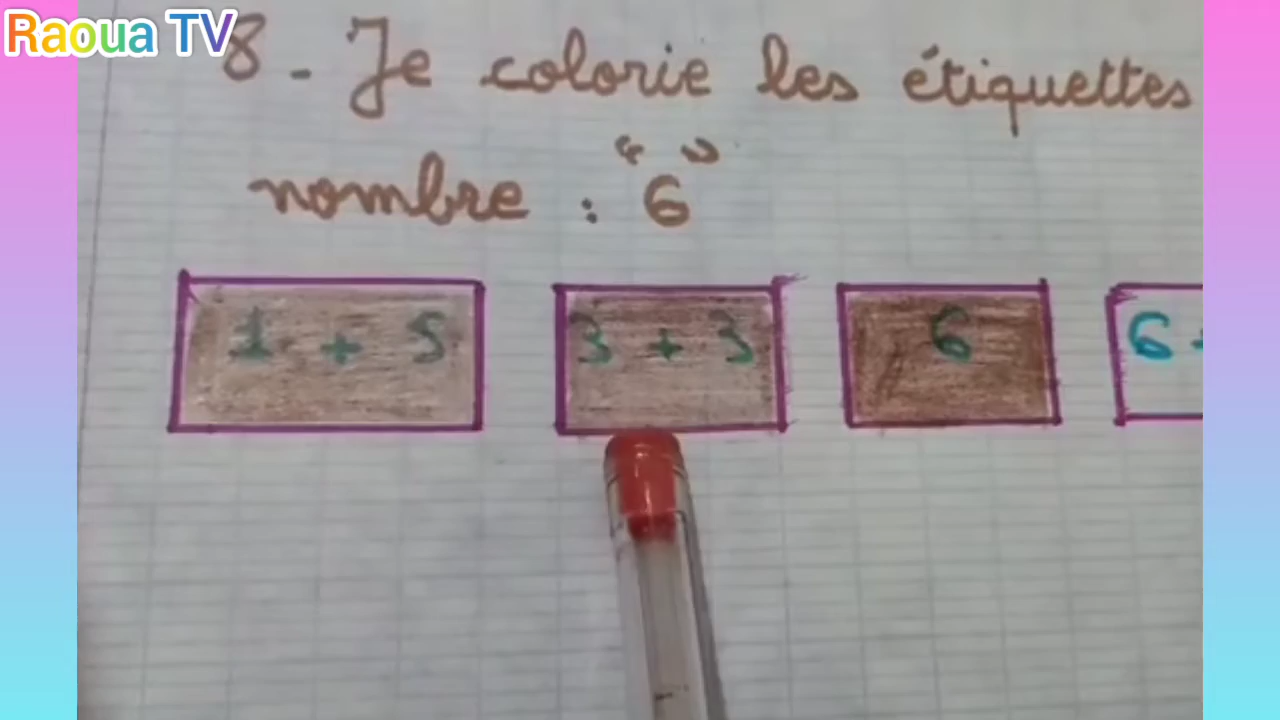 Raoua TV
8 - Je colorie les étiquettes
nombre : "6"
1 + 5
3 + 3
6
6 +